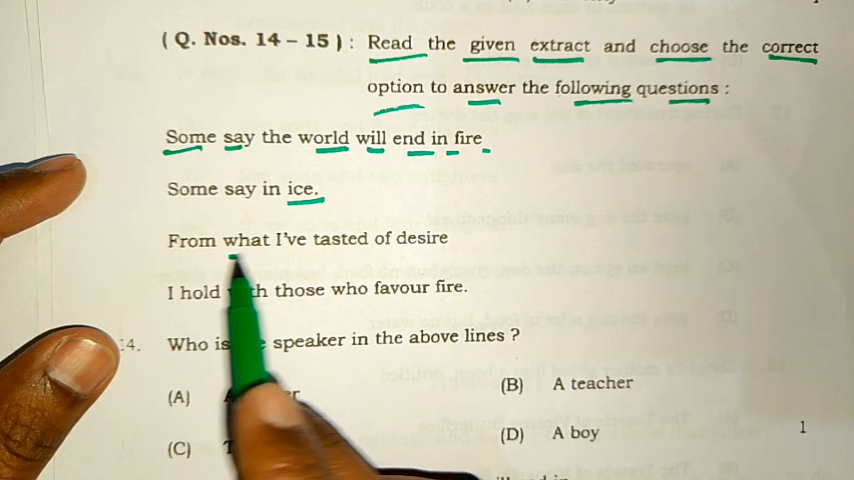 ( Q. Nos. 14 – 15 ) : Read the given extract and choose the correct
option to answer the following questions :
Some say the world will end in fire
Some say in ice.
From what I've tasted of desire
I hold those who favour fire.
14. Who is speaker in the above lines ?
(A)
(B) A teacher
(C)
(D) A boy 1